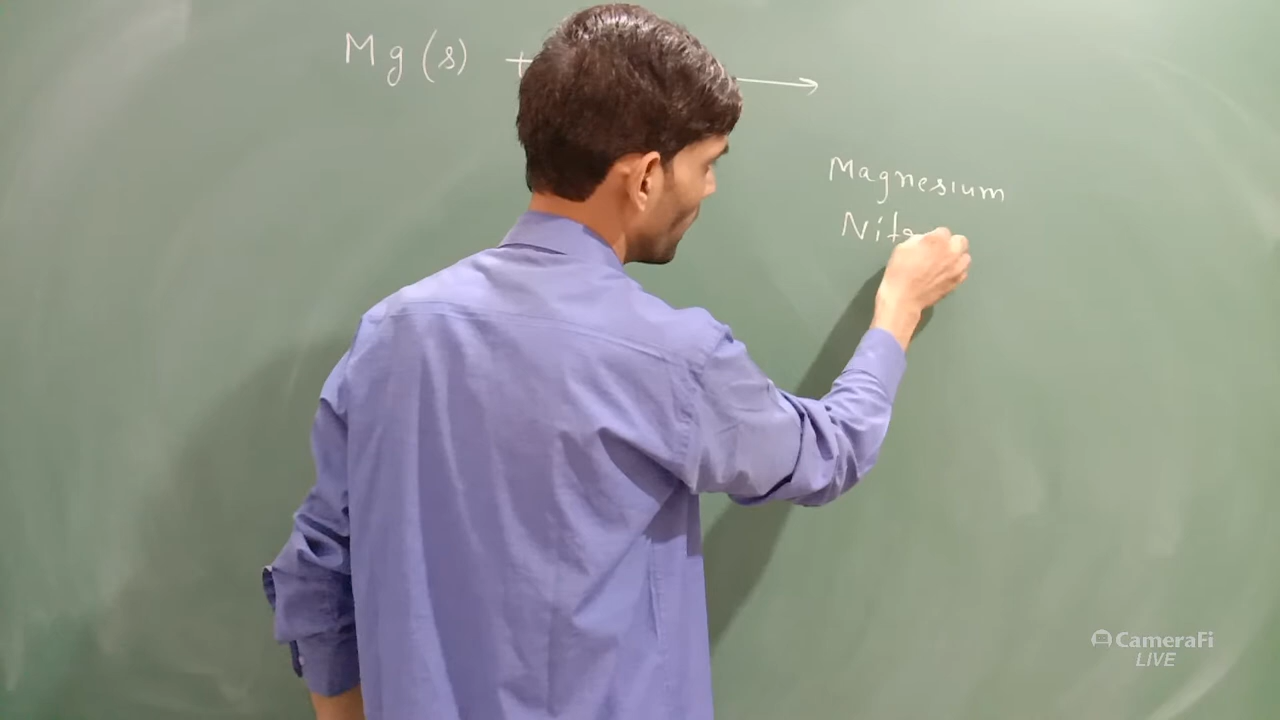 Mg (s) + ⟶
Magnesium
Nit
CameraFi
LIVE